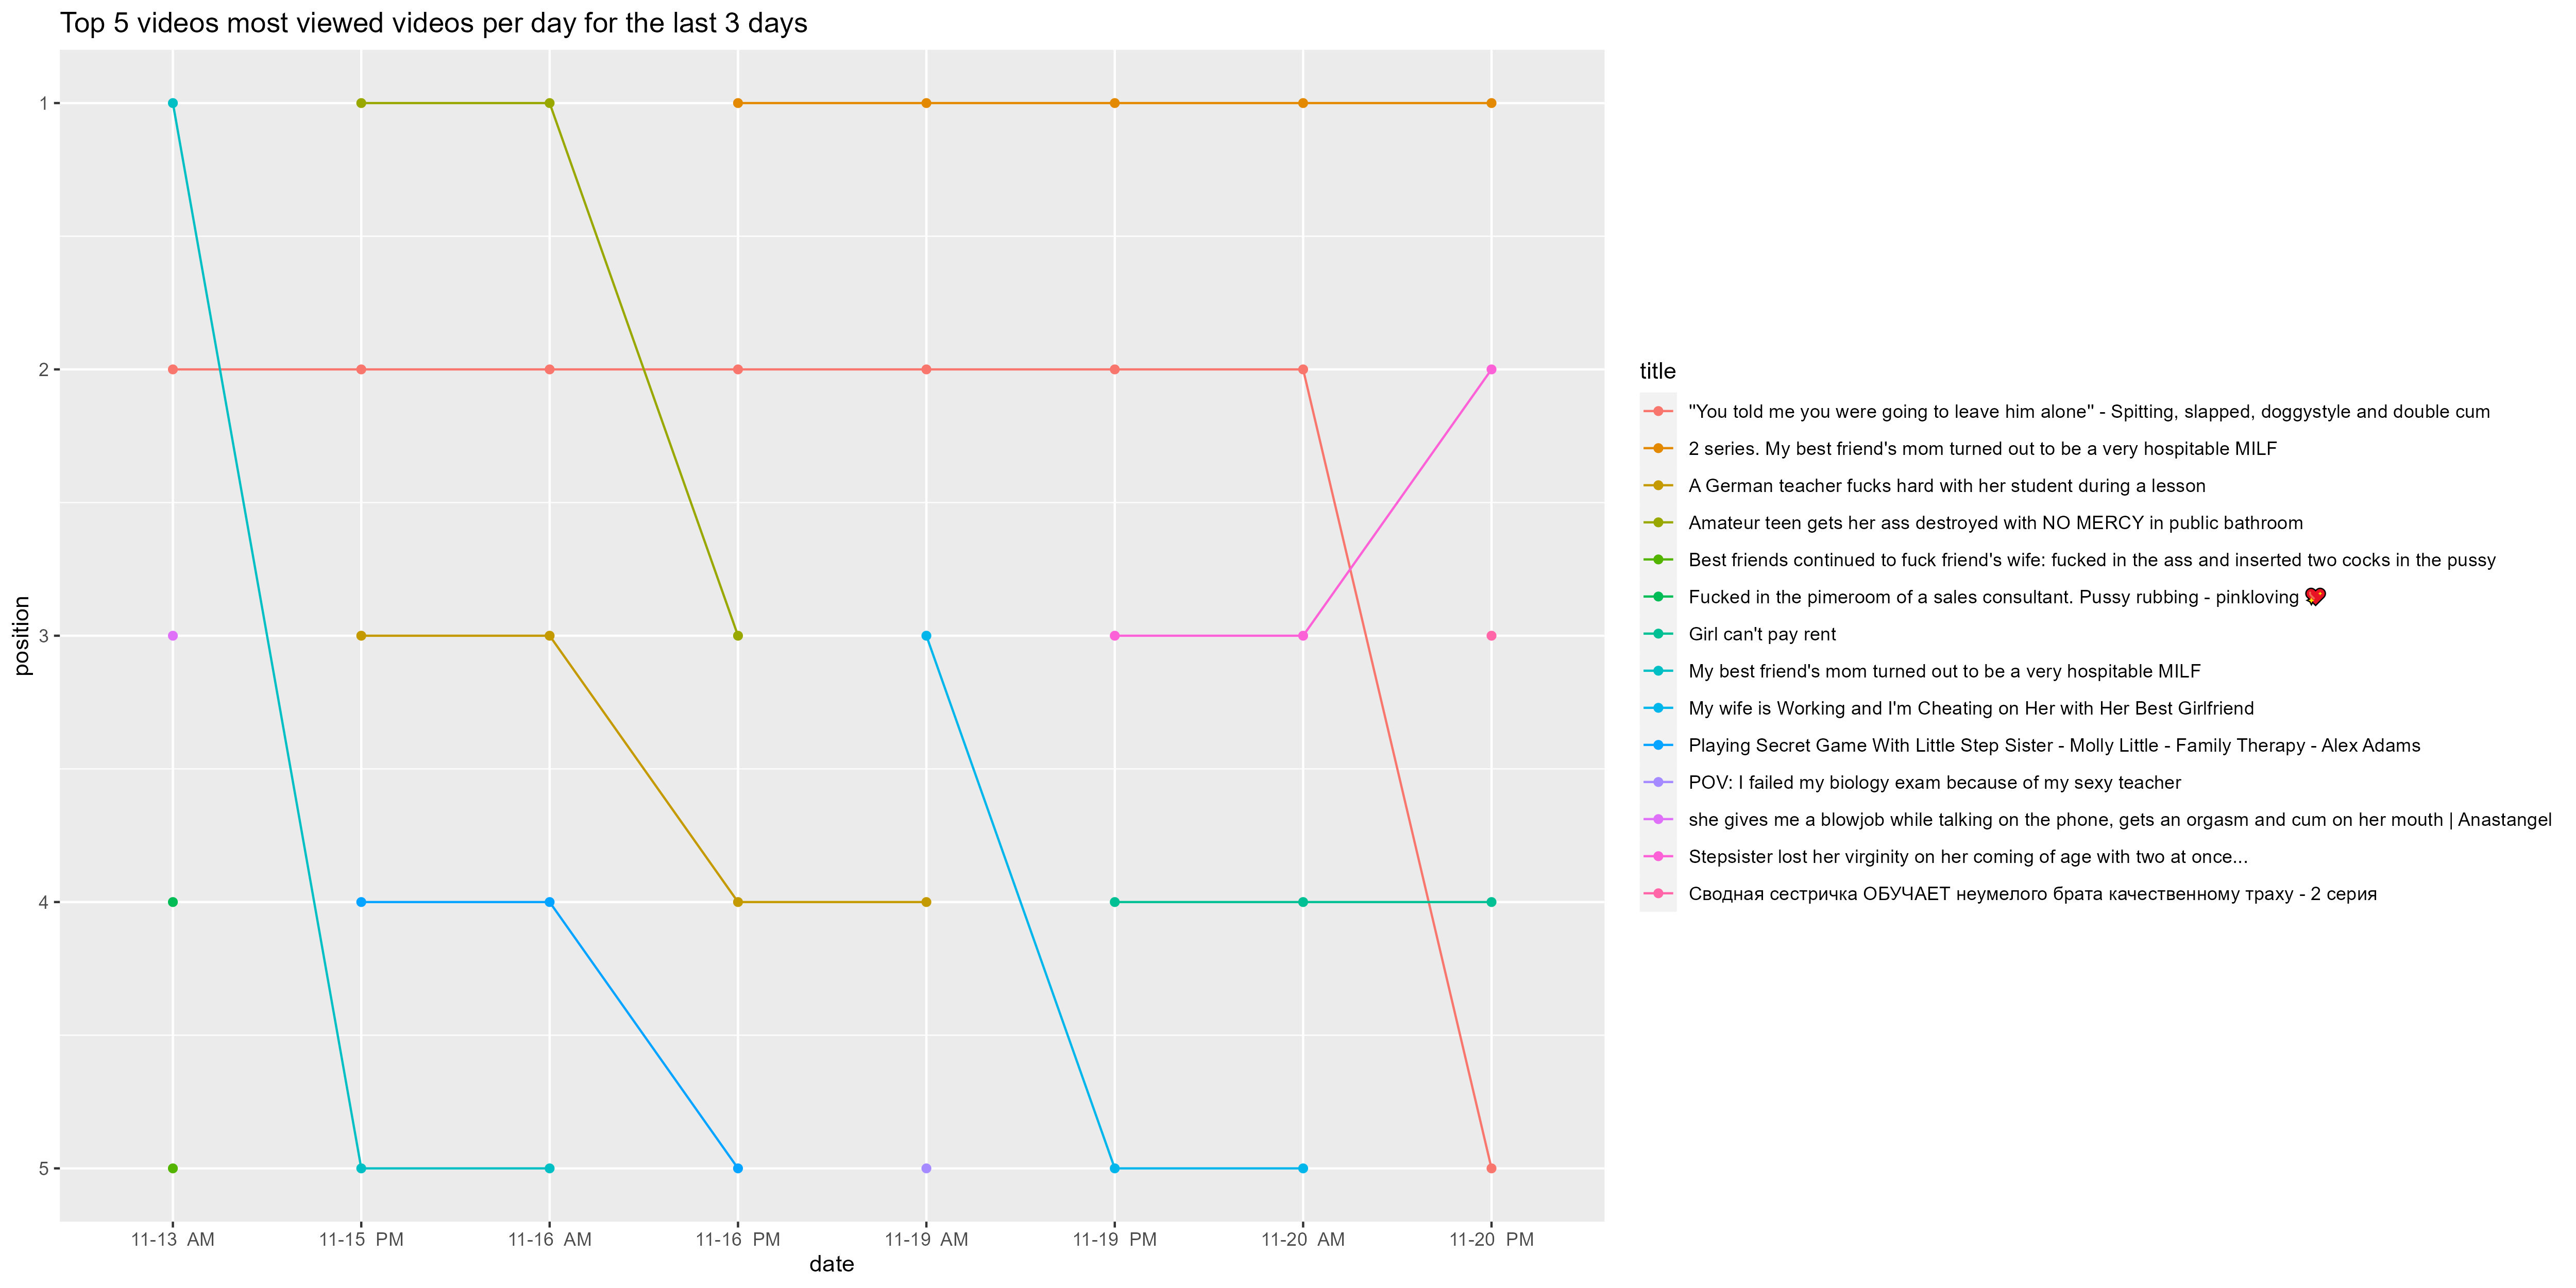 Top 5 videos most viewed videos per day for the last 3 days
position
1
2
3
4
5
11-13 AM
11-15 PM
11-16 AM
11-16 PM
11-19 AM
11-19 PM
11-20 AM
11-20 PM
date
title
"You told me you were going to leave him alone" - Spitting, slapped, doggystyle and double cum
2 series. My best friend's mom turned out to be a very hospitable MILF
A German teacher fucks hard with her student during a lesson
Amateur teen gets her ass destroyed with NO MERCY in public bathroom
Best friends continued to fuck friend's wife: fucked in the ass and inserted two cocks in the pussy
Fucked in the pimeroom of a sales consultant. Pussy rubbing - pinkloving 💖
Girl can't pay rent
My best friend's mom turned out to be a very hospitable MILF
My wife is Working and I'm Cheating on Her with Her Best Girlfriend
Playing Secret Game With Little Step Sister - Molly Little - Family Therapy - Alex Adams
POV: I failed my biology exam because of my sexy teacher
she gives me a blowjob while talking on the phone, gets an orgasm and cum on her mouth | Anastangel
Stepsister lost her virginity on her coming of age with two at once...
Сводная сестричка ОБУЧАЕТ неумелого брата качественному траху - 2 серия